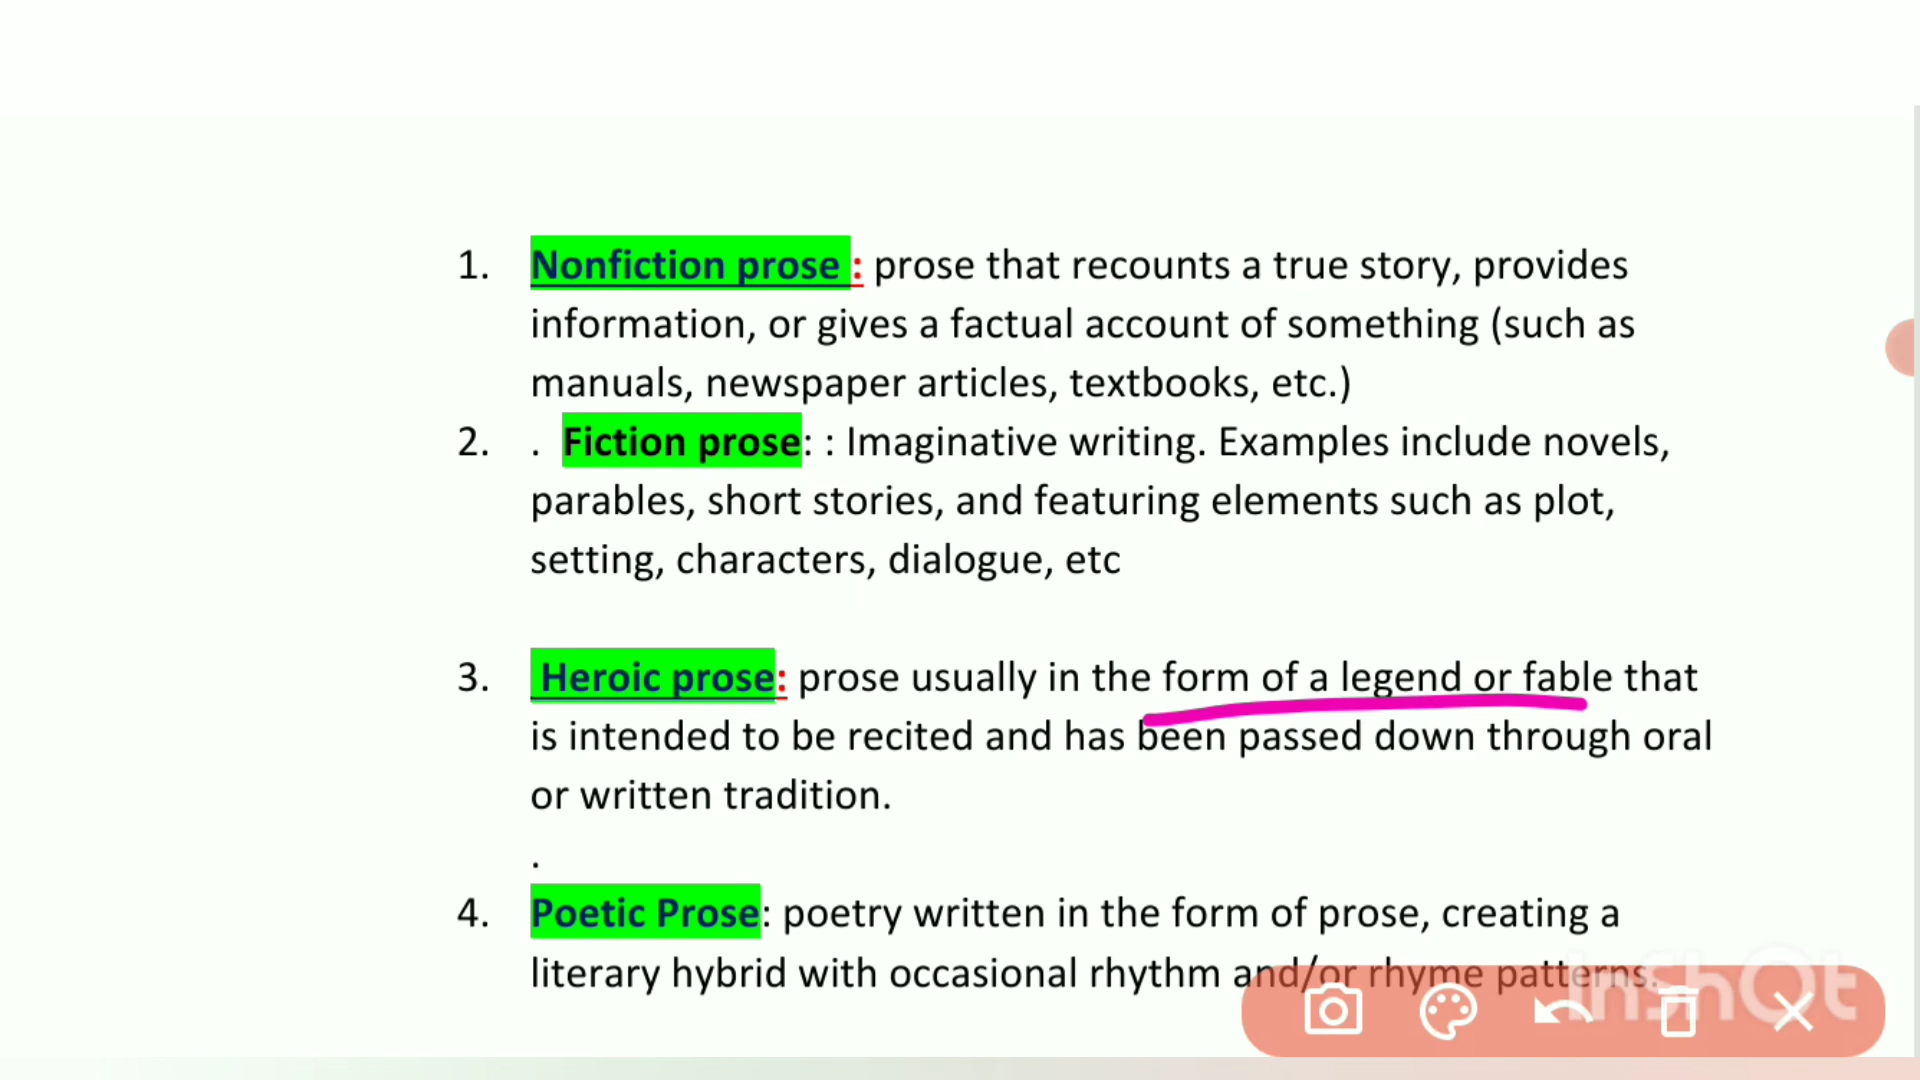 1. Nonfiction prose : prose that recounts a true story, provides
information, or gives a factual account of something (such as
manuals, newspaper articles, textbooks, etc.)
2. . Fiction prose: : Imaginative writing. Examples include novels,
parables, short stories, and featuring elements such as plot,
setting, characters, dialogue, etc
3. Heroic prose: prose usually in the form of a legend or fable that
is intended to be recited and has been passed down through oral
or written tradition.
.
4. Poetic Prose: poetry written in the form of prose, creating a
literary hybrid with occasional rhythm and/or rhyme patterns.
InShOt